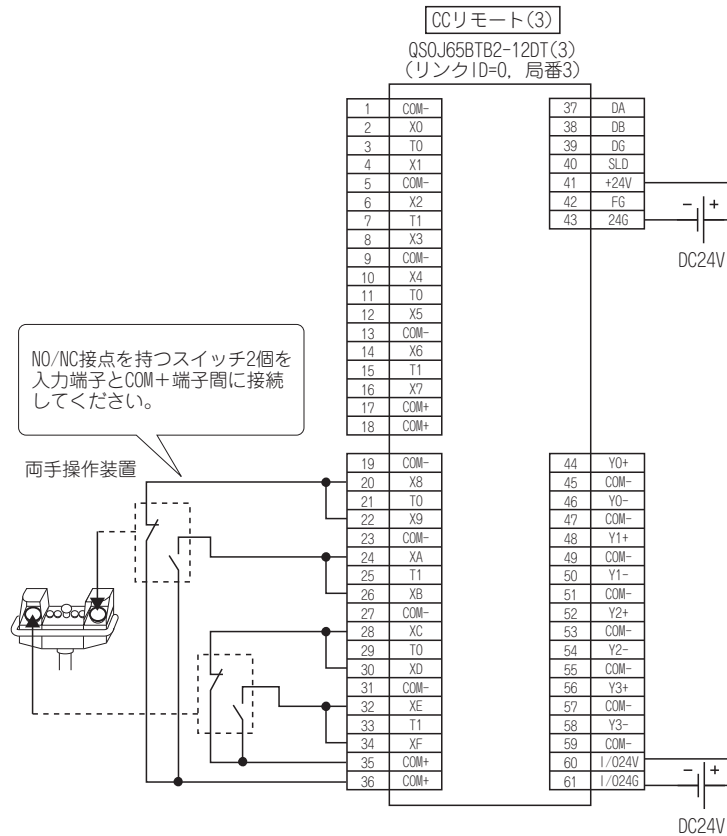 CCリモート(3)
QS0J65BTB2-12DT(3)
(リンクID=0, 局番3)
1 COM-
2 X0
3 T0
4 X1
5 COM-
6 X2
7 T1
8 X3
9 COM-
10 X4
11 T0
12 X5
13 COM-
14 X6
15 T1
16 X7
17 COM+
18 COM+
37 DA
38 DB
39 DG
40 SLD
41 +24V
42 FG
43 24G
- +
DC24V
NO/NC接点を持つスイッチ2個を
入力端子とCOM+端子間に接続
してください。
両手操作装置
19 COM-
20 X8
21 T0
22 X9
23 COM-
24 XA
25 T1
26 XB
27 COM-
28 XC
29 T0
30 XD
31 COM-
32 XE
33 T1
34 XF
35 COM+
36 COM+
44 Y0+
45 COM-
46 Y0-
47 COM-
48 Y1+
49 COM-
50 Y1-
51 COM-
52 Y2+
53 COM-
54 Y2-
55 COM-
56 Y3+
57 COM-
58 Y3-
59 COM-
60 I/O24V
61 I/O24G
- +
DC24V